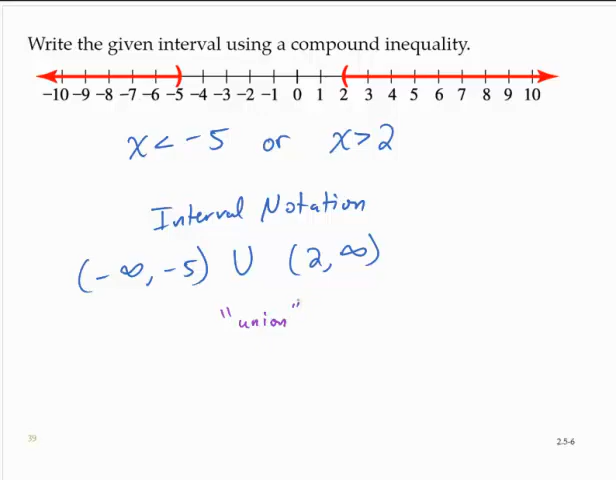 Write the given interval using a compound inequality.
−10 −9 −8 −7 −6 −5 −4 −3 −2 −1 0 1 2 3 4 5 6 7 8 9 10
x < -5 or x > 2
Interval Notation
(-∞, -5) ∪ (2, ∞)
"union"
39
2.5-6